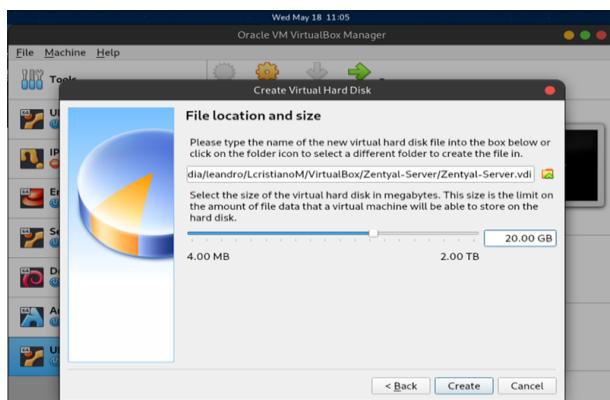 Wed May 18 11:05
Oracle VM VirtualBox Manager
File Machine Help
Tools
Create Virtual Hard Disk
File location and size
Please type the name of the new virtual hard disk file into the box below or
click on the folder icon to select a different folder to create the file in.
dia/leandro/LcristianoM/VirtualBox/Zentyal-Server/Zentyal-Server.vdi
Select the size of the virtual hard disk in megabytes. This size is the limit on
the amount of file data that a virtual machine will be able to store on the
hard disk.
20.00 GB
4.00 MB 2.00 TB
< Back Create Cancel